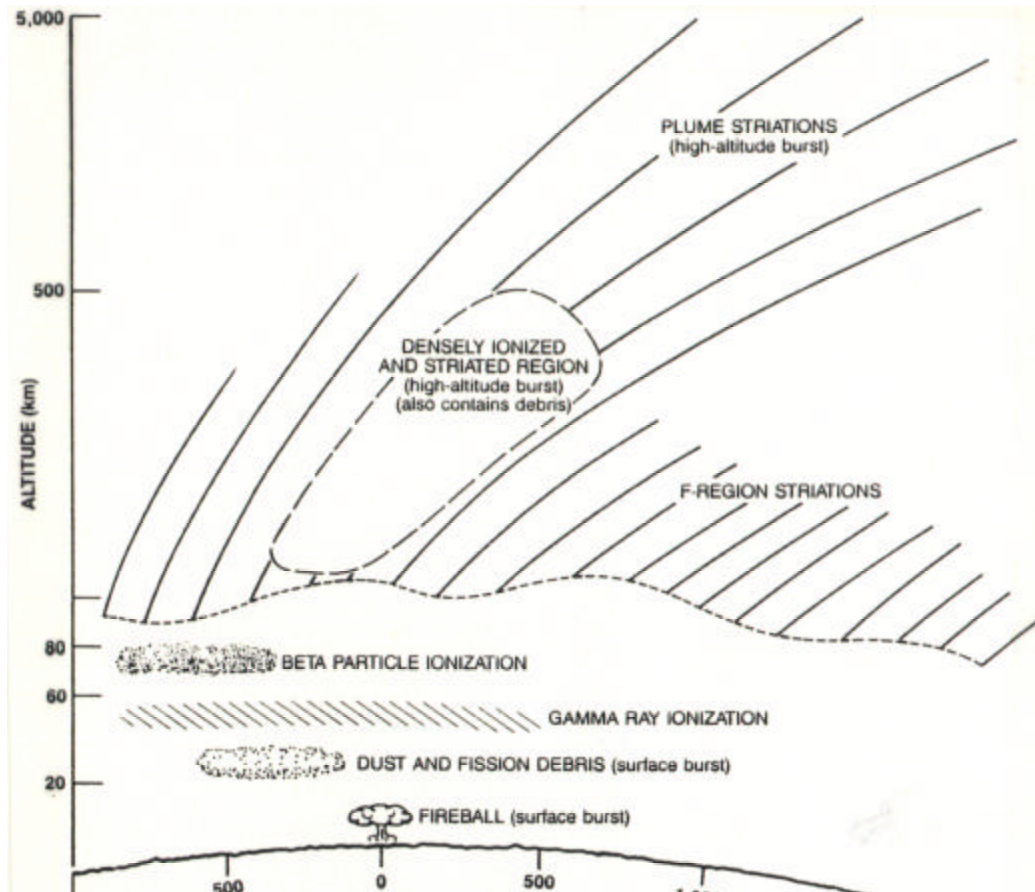 5,000
PLUME STRIATIONS
(high-altitude burst)
500
DENSELY IONIZED
AND STRIATED REGION
(high-altitude burst)
(also contains debris)
ALTITUDE (km)
F-REGION STRIATIONS
80
BETA PARTICLE IONIZATION
60
GAMMA RAY IONIZATION
DUST AND FISSION DEBRIS (surface burst)
20
FIREBALL (surface burst)
500
0
500